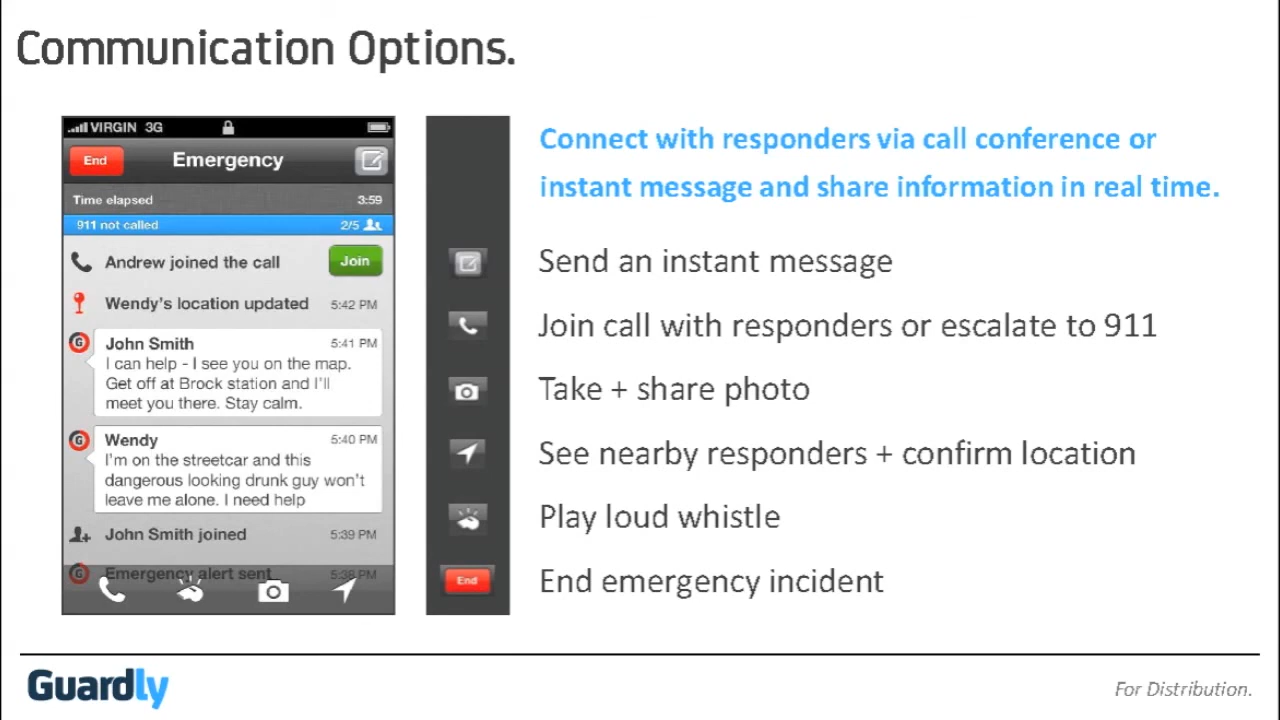 Communication Options.
VIRGIN 3G
End
Emergency
Time elapsed 3:59
911 not called 2/5
Andrew joined the call Join
Wendy's location updated 5:42 PM
John Smith 5:41 PM
I can help - I see you on the map.
Get off at Brock station and I'll
meet you there. Stay calm.
Wendy 5:40 PM
I'm on the streetcar and this
dangerous looking drunk guy won't
leave me alone. I need help
John Smith joined 5:39 PM
Emergency alert sent 5:38 PM
Connect with responders via call conference or
instant message and share information in real time.
Send an instant message
Join call with responders or escalate to 911
Take + share photo
See nearby responders + confirm location
Play loud whistle
End End emergency incident
Guardly
For Distribution.